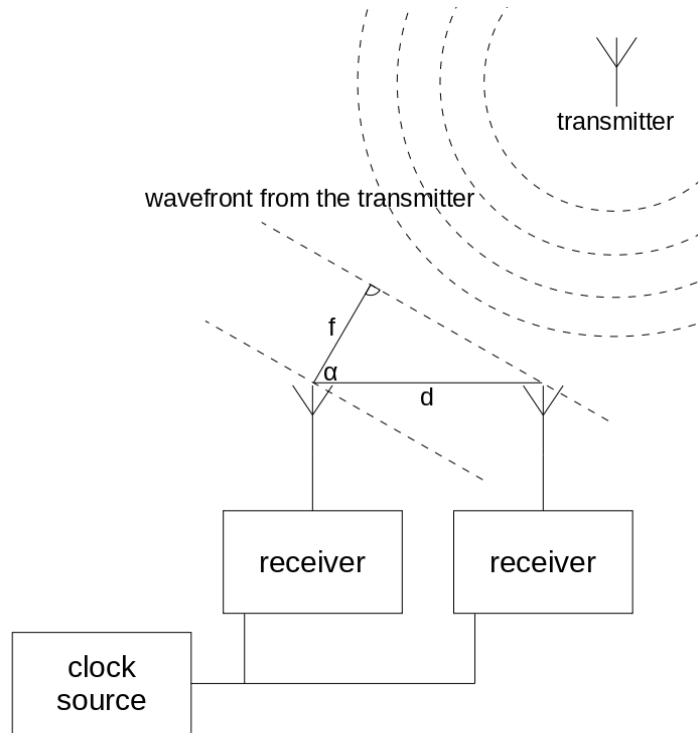 transmitter
wavefront from the transmitter
f
α
d
receiver
receiver
clock
source